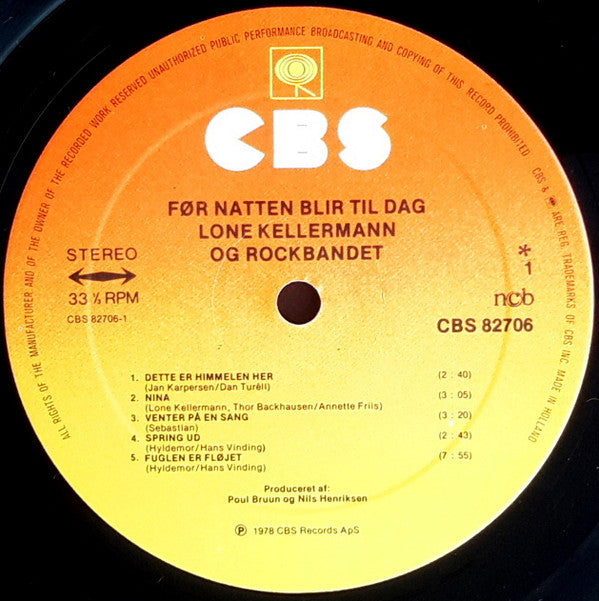 ALL RIGHTS OF THE MANUFACTURER AND OF THE OWNER OF THE RECORDED WORK RESERVED UNAUTHORIZED PUBLIC PERFORMANCE BROADCASTING AND COPYING OF THIS RECORD PROHIBITED
CBS & ARE REG. TRADEMARKS OF CBS INC. MADE IN HOLLAND
CBS
FØR NATTEN BLIR TIL DAG
LONE KELLERMANN
OG ROCKBANDET
STEREO
33⅓ RPM
CBS 82706-1
*
1
ncb
CBS 82706
1. DETTE ER HIMMELEN HER (2 : 40)
(Jan Karpersen/Dan Turèll)
2. NINA (3 : 05)
(Lone Kellermann, Thor Backhausen/Annette Friis)
3. VENTER PÅ EN SANG (3 : 20)
(Sebastian)
4. SPRING UD (2 : 43)
(Hyldemor/Hans Vinding)
5. FUGLEN ER FLØJET (7 : 55)
(Hyldemor/Hans Vinding)
Produceret af:
Poul Bruun og Nils Henriksen
Ⓟ 1978 CBS Records ApS